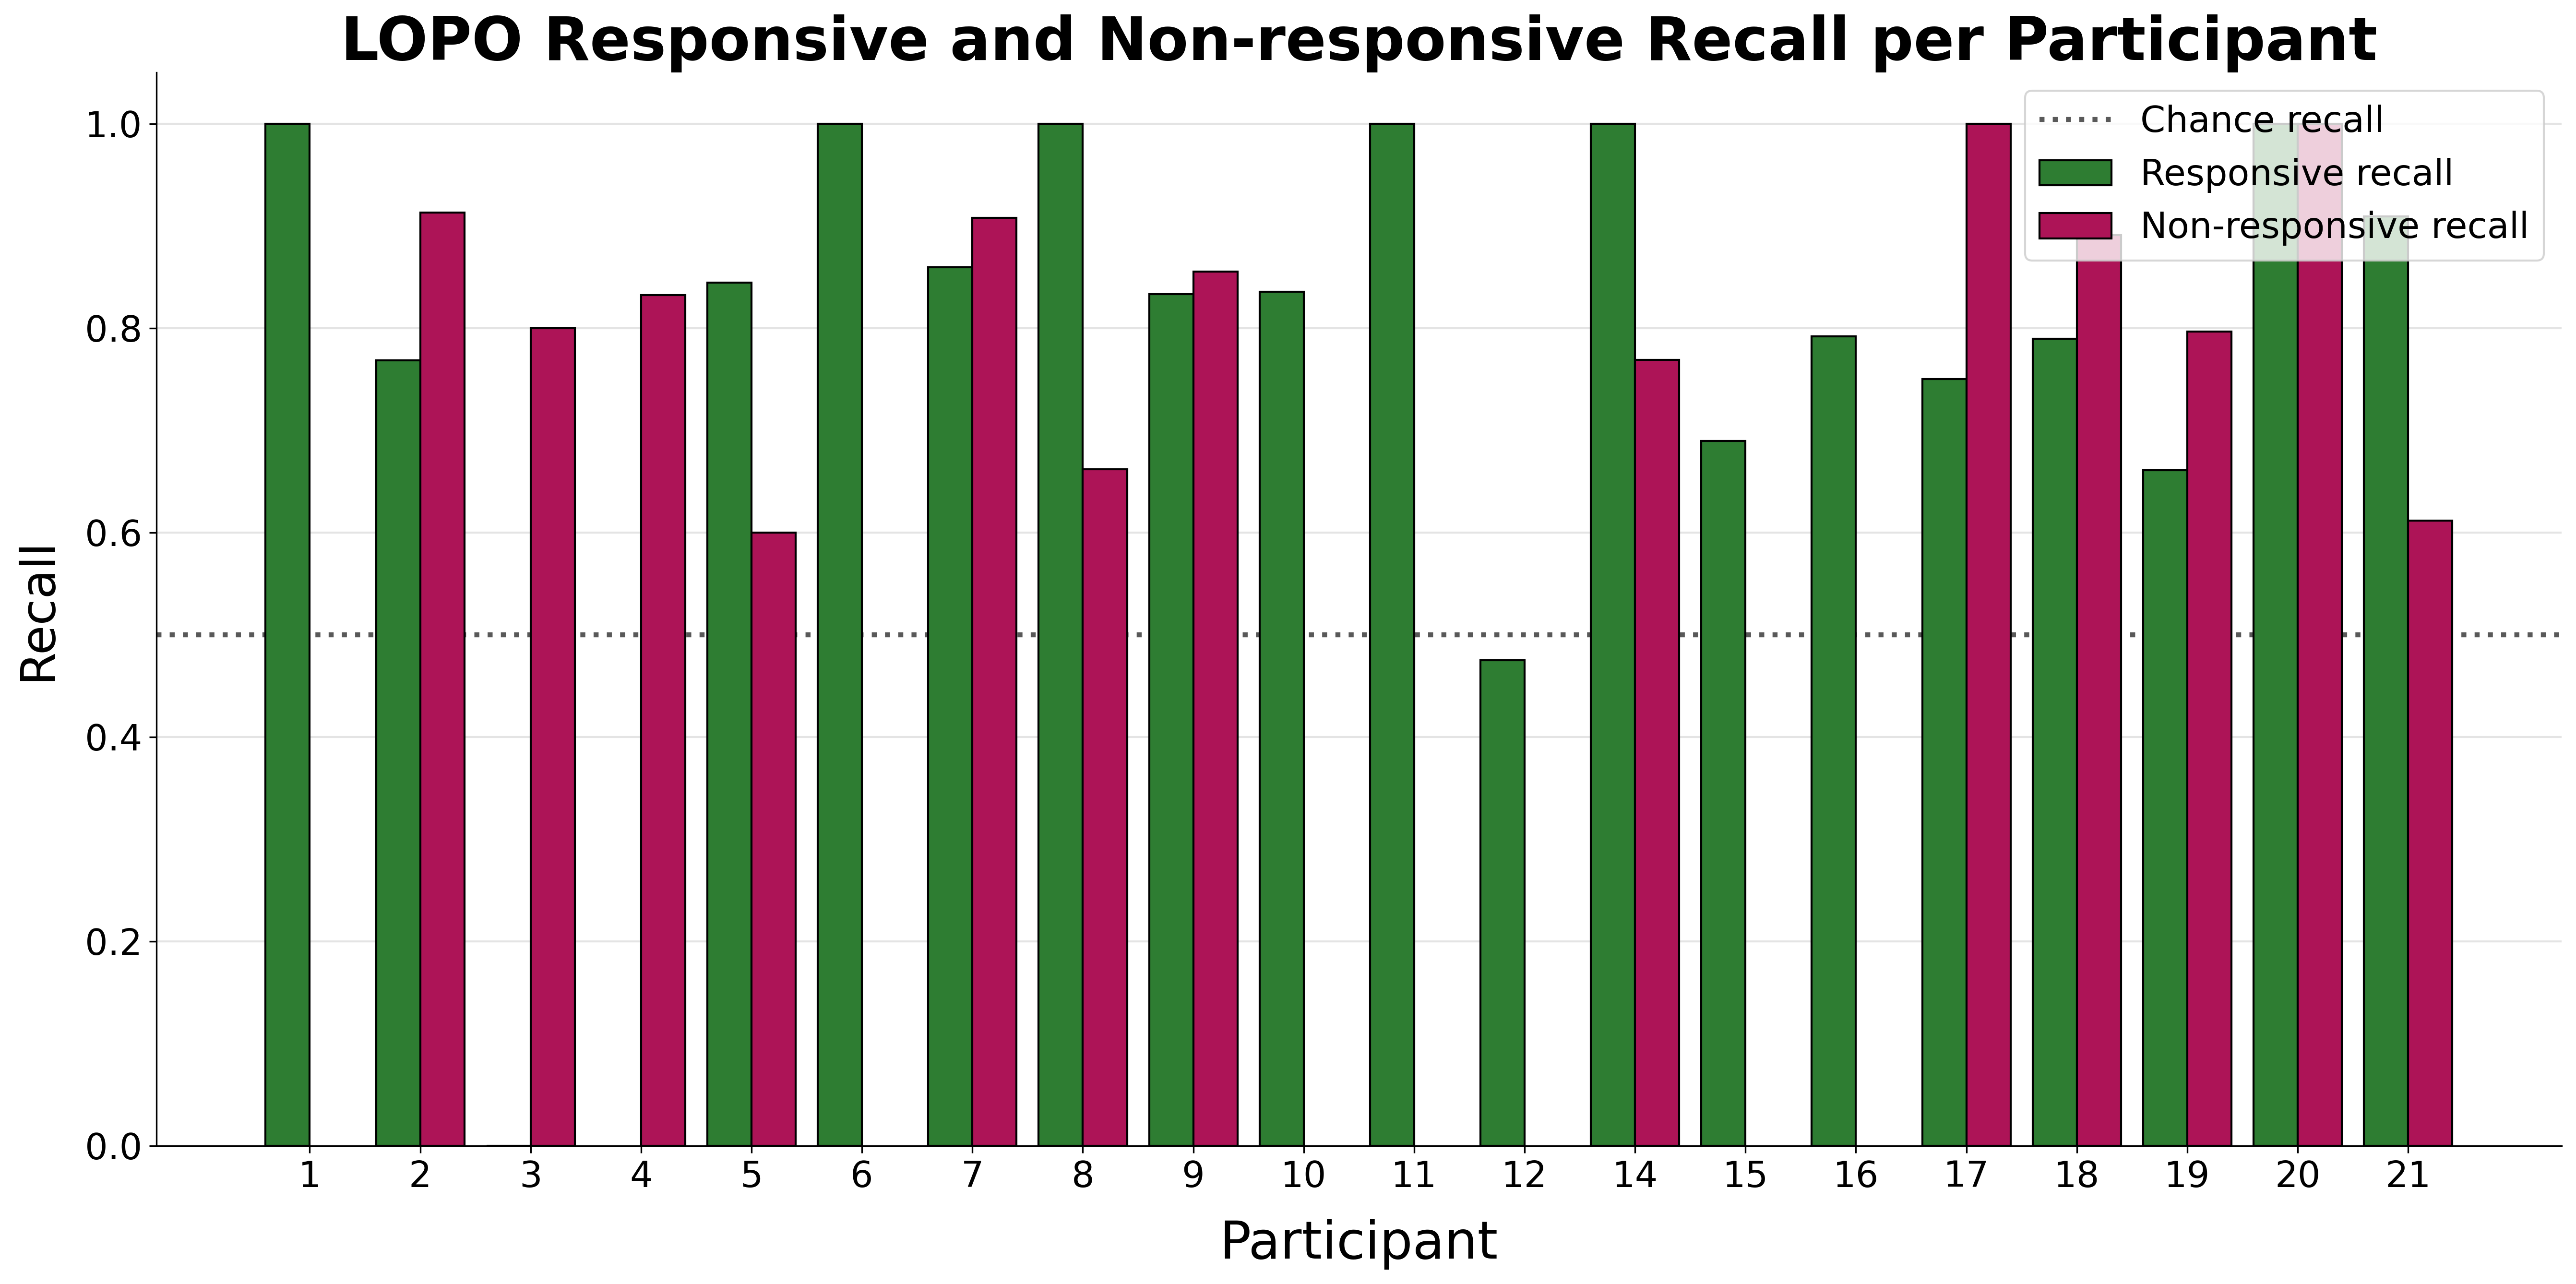 LOPO Responsive and Non-responsive Recall per Participant
Chance recall
Responsive recall
Non-responsive recall
1.0
0.8
0.6
0.4
0.2
0.0
Recall
1 2 3 4 5 6 7 8 9 10 11 12 14 15 16 17 18 19 20 21
Participant